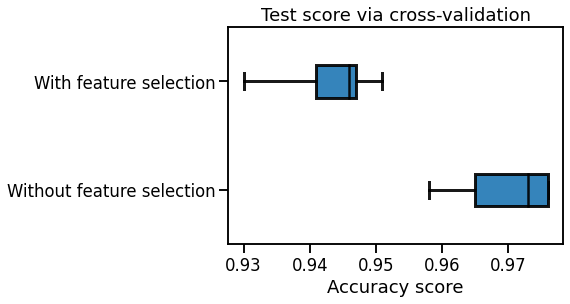 Test score via cross-validation
With feature selection
Without feature selection
0.93 0.94 0.95 0.96 0.97
Accuracy score